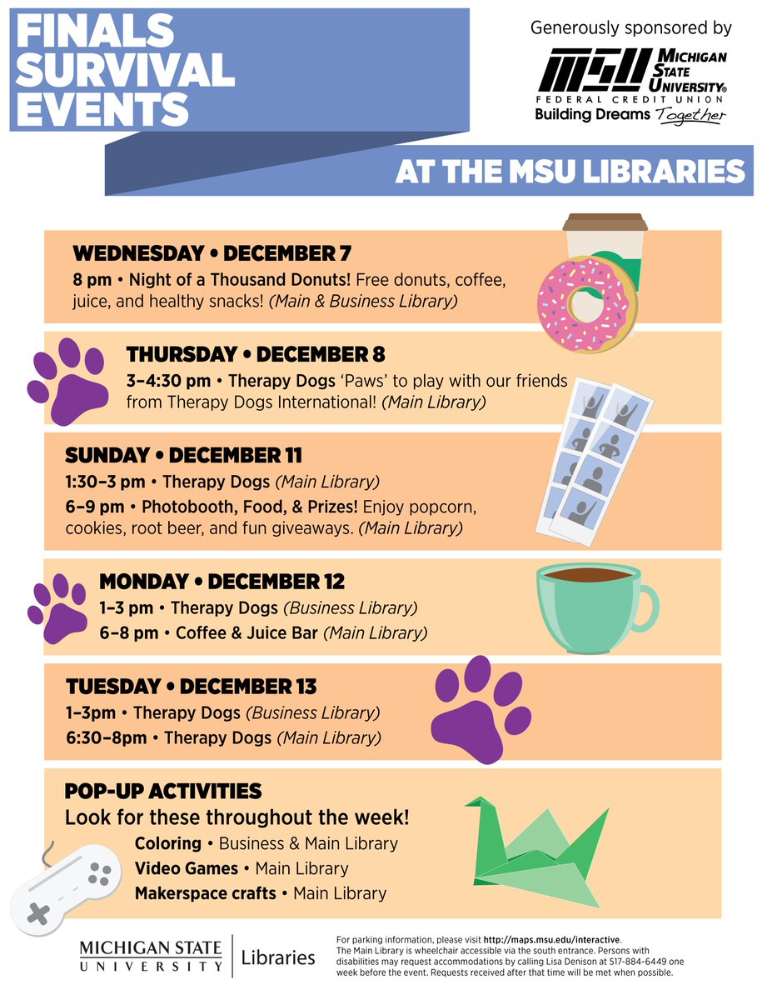 FINALS
SURVIVAL
EVENTS
Generously sponsored by
MSU MICHIGAN
STATE
UNIVERSITY®
FEDERAL CREDIT UNION
Building Dreams Together
AT THE MSU LIBRARIES
WEDNESDAY • DECEMBER 7
8 pm • Night of a Thousand Donuts! Free donuts, coffee,
juice, and healthy snacks! (Main & Business Library)
THURSDAY • DECEMBER 8
3–4:30 pm • Therapy Dogs ‘Paws’ to play with our friends
from Therapy Dogs International! (Main Library)
SUNDAY • DECEMBER 11
1:30–3 pm • Therapy Dogs (Main Library)
6–9 pm • Photobooth, Food, & Prizes! Enjoy popcorn,
cookies, root beer, and fun giveaways. (Main Library)
MONDAY • DECEMBER 12
1–3 pm • Therapy Dogs (Business Library)
6–8 pm • Coffee & Juice Bar (Main Library)
TUESDAY • DECEMBER 13
1–3pm • Therapy Dogs (Business Library)
6:30–8pm • Therapy Dogs (Main Library)
POP-UP ACTIVITIES
Look for these throughout the week!
Coloring • Business & Main Library
Video Games • Main Library
Makerspace crafts • Main Library
MICHIGAN STATE
UNIVERSITY
Libraries
For parking information, please visit http://maps.msu.edu/interactive.
The Main Library is wheelchair accessible via the south entrance. Persons with
disabilities may request accommodations by calling Lisa Denison at 517-884-6449 one
week before the event. Requests received after that time will be met when possible.